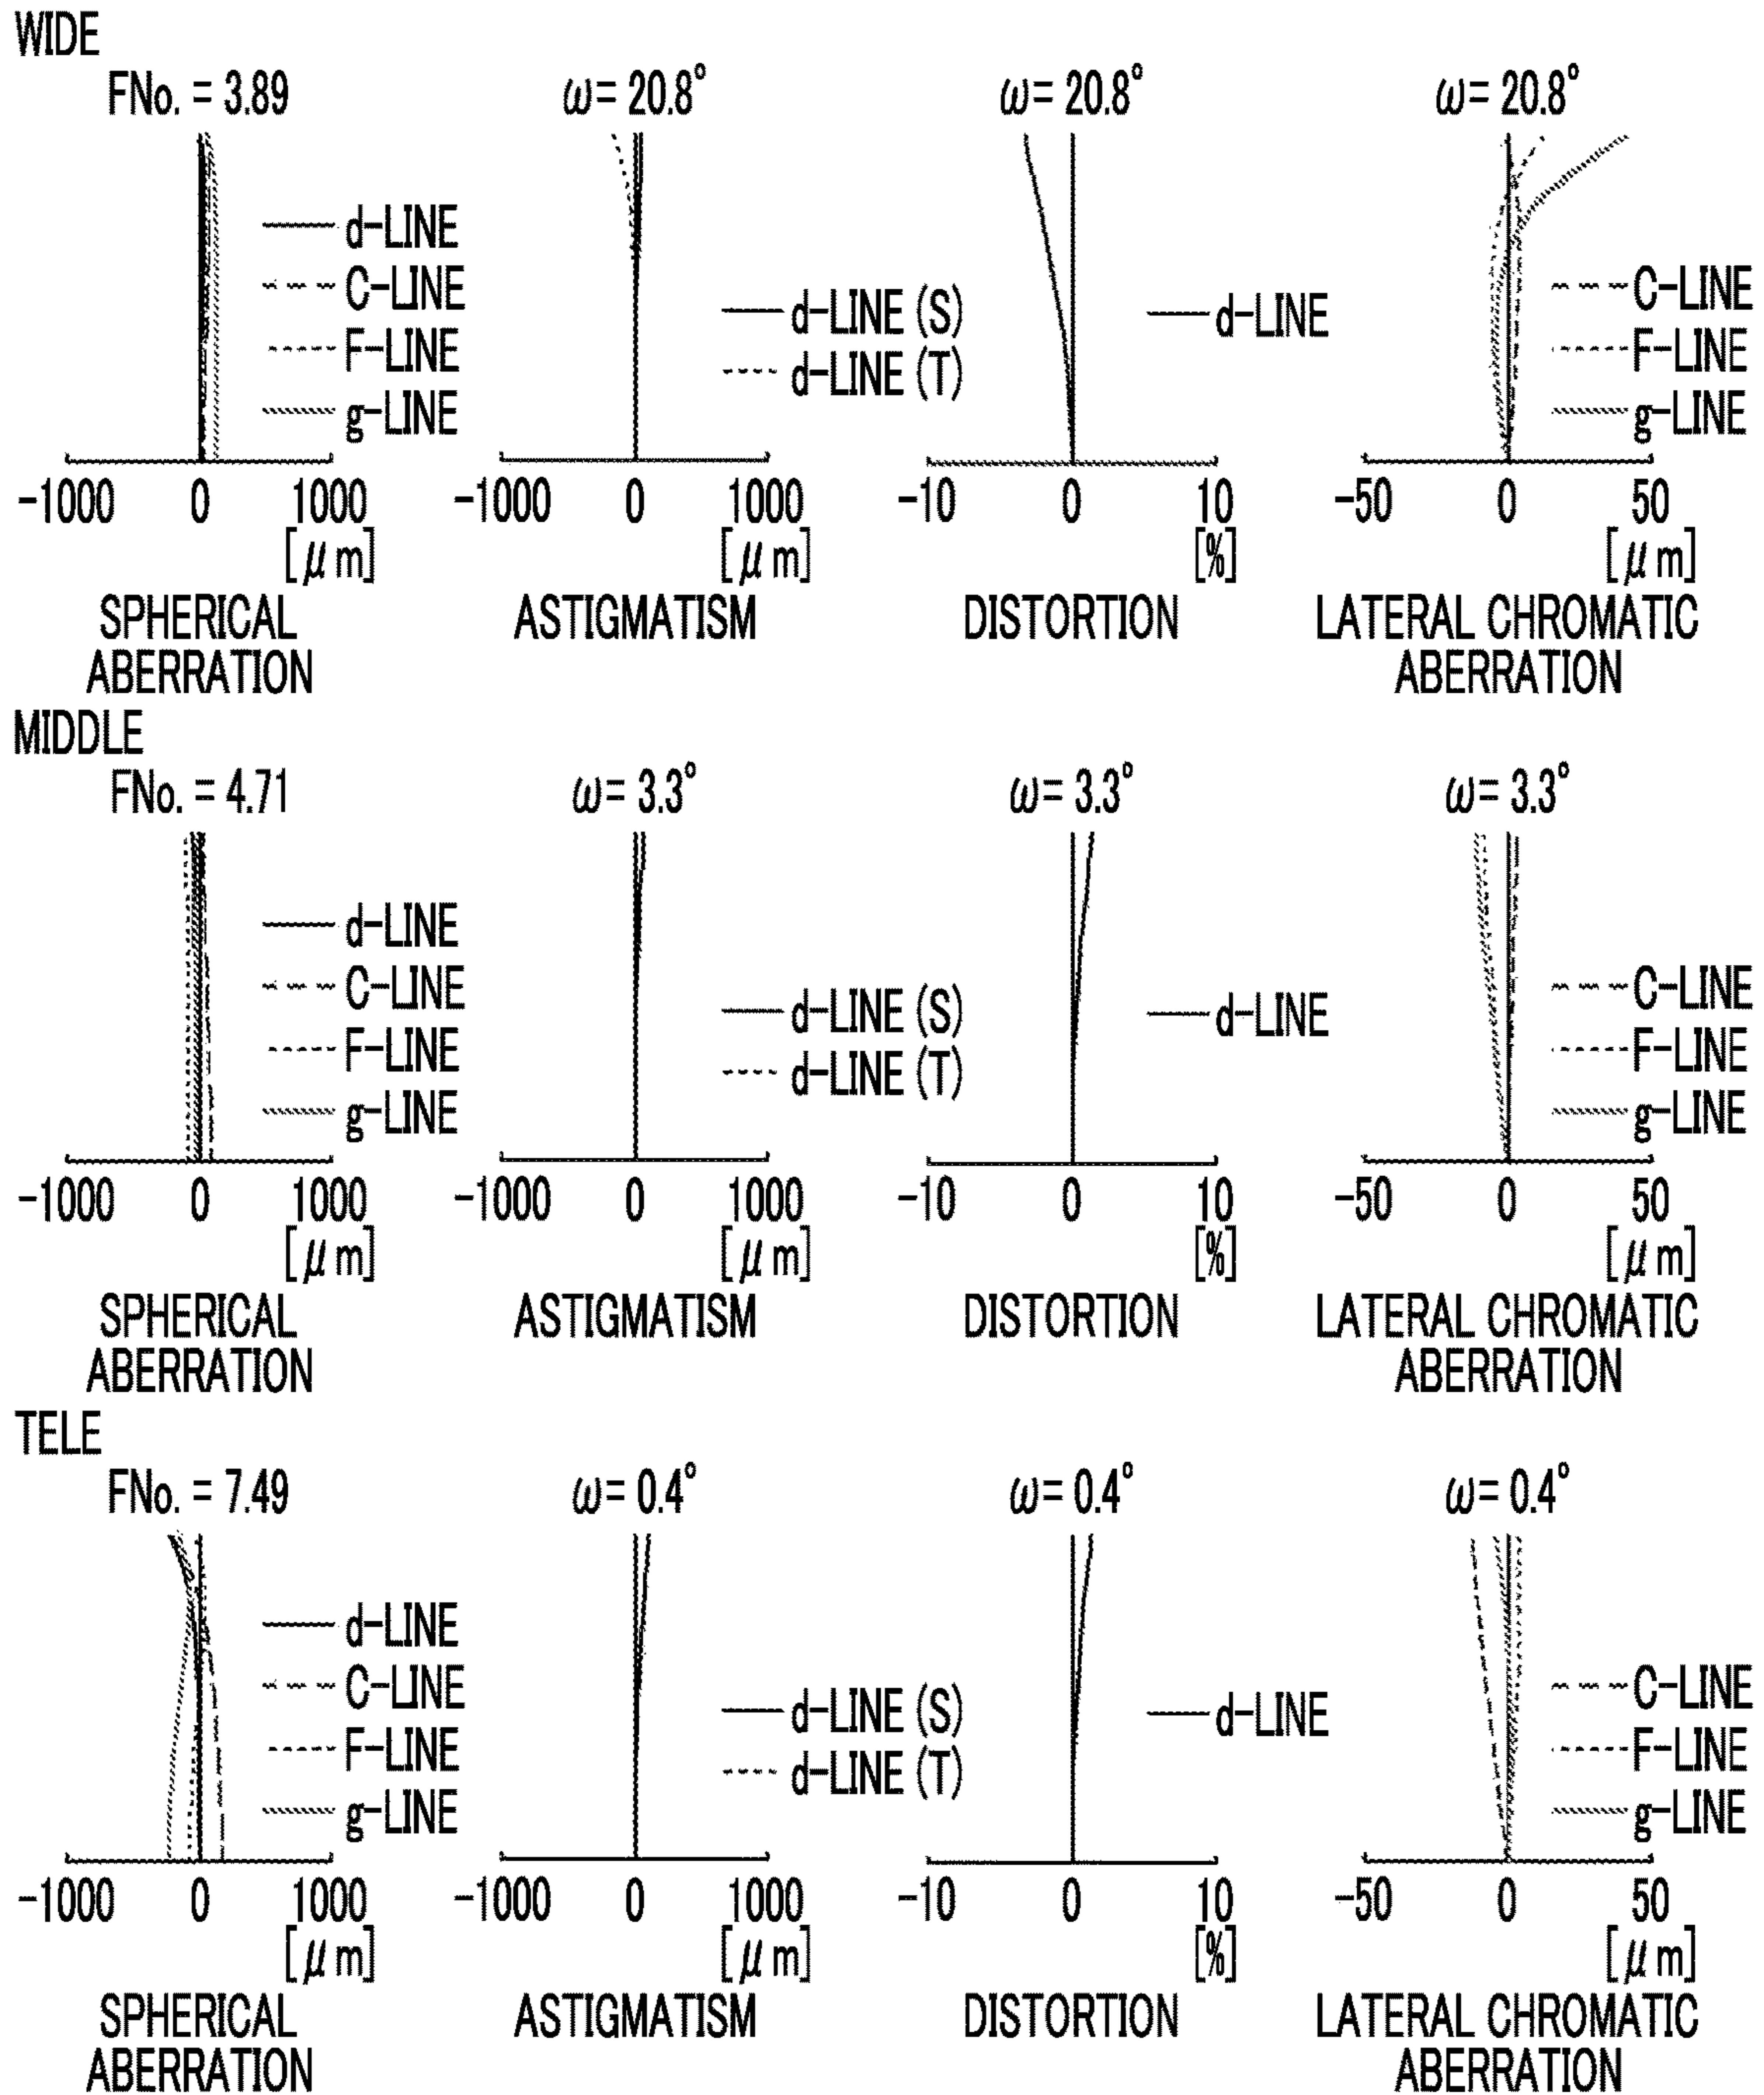 WIDE
FNo. = 3.89
d-LINE
C-LINE
F-LINE
g-LINE
-1000 0 1000
[μm]
SPHERICAL
ABERRATION
ω= 20.8°
d-LINE (S)
d-LINE (T)
-1000 0 1000
[μm]
ASTIGMATISM
ω= 20.8°
d-LINE
-10 0 10
[%]
DISTORTION
ω= 20.8°
C-LINE
F-LINE
g-LINE
-50 0 50
[μm]
LATERAL CHROMATIC
ABERRATION
MIDDLE
FNo. = 4.71
d-LINE
C-LINE
F-LINE
g-LINE
-1000 0 1000
[μm]
SPHERICAL
ABERRATION
ω= 3.3°
d-LINE (S)
d-LINE (T)
-1000 0 1000
[μm]
ASTIGMATISM
ω= 3.3°
d-LINE
-10 0 10
[%]
DISTORTION
ω= 3.3°
C-LINE
F-LINE
g-LINE
-50 0 50
[μm]
LATERAL CHROMATIC
ABERRATION
TELE
FNo. = 7.49
d-LINE
C-LINE
F-LINE
g-LINE
-1000 0 1000
[μm]
SPHERICAL
ABERRATION
ω= 0.4°
d-LINE (S)
d-LINE (T)
-1000 0 1000
[μm]
ASTIGMATISM
ω= 0.4°
d-LINE
-10 0 10
[%]
DISTORTION
ω= 0.4°
C-LINE
F-LINE
g-LINE
-50 0 50
[μm]
LATERAL CHROMATIC
ABERRATION